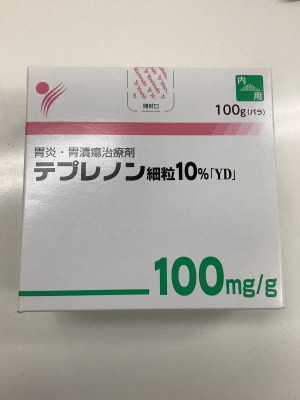 内
用
開封口
100g(バラ)
胃炎・胃潰瘍治療剤
テプレノン細粒10%「YD」
100mg/g